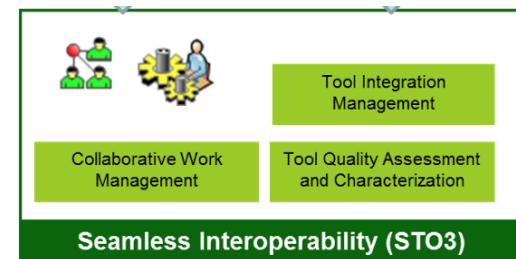 Tool Integration
Management
Collaborative Work
Management
Tool Quality Assessment
and Characterization
Seamless Interoperability (STO3)